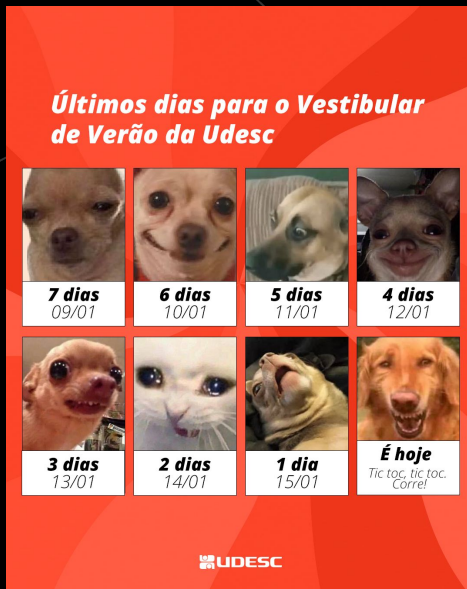 Últimos dias para o Vestibular
de Verão da Udesc
7 dias
09/01
6 dias
10/01
5 dias
11/01
4 dias
12/01
3 dias
13/01
2 dias
14/01
1 dia
15/01
É hoje
Tic toc, tic toc.
Corre!
UDESC